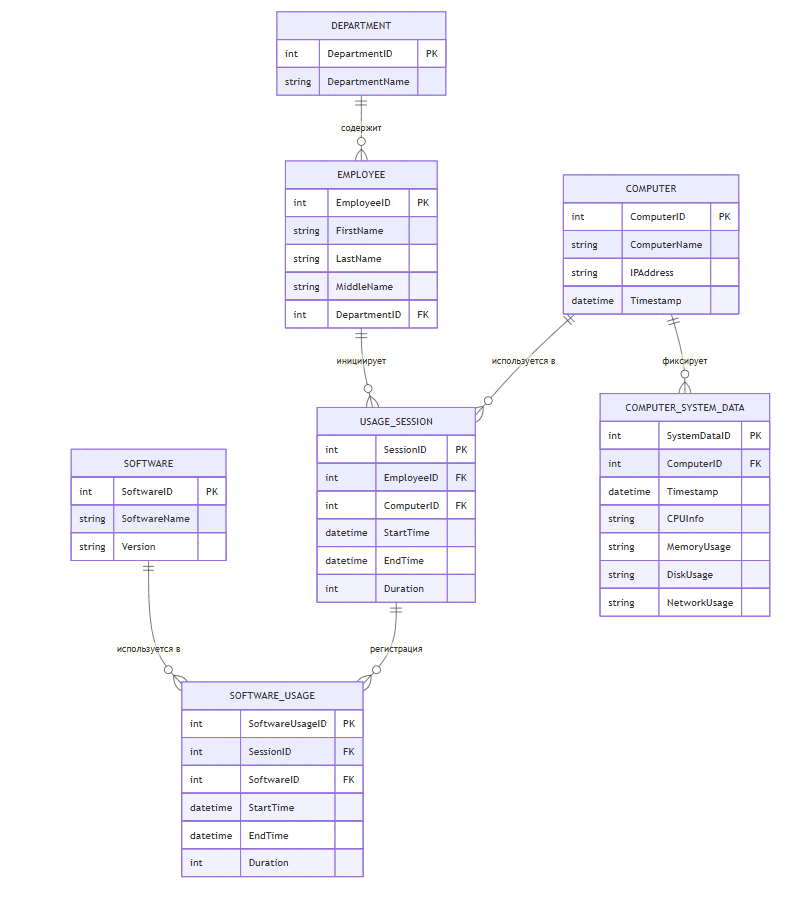 DEPARTMENT
int DepartmentID PK
string DepartmentName
содержит
EMPLOYEE
int EmployeeID PK
string FirstName
string LastName
string MiddleName
int DepartmentID FK
COMPUTER
int ComputerID PK
string ComputerName
string IPAddress
datetime Timestamp
инициирует
используется в
фиксирует
USAGE_SESSION
int SessionID PK
int EmployeeID FK
int ComputerID FK
datetime StartTime
datetime EndTime
int Duration
COMPUTER_SYSTEM_DATA
int SystemDataID PK
int ComputerID FK
datetime Timestamp
string CPUInfo
string MemoryUsage
string DiskUsage
string NetworkUsage
SOFTWARE
int SoftwareID PK
string SoftwareName
string Version
используется в
регистрация
SOFTWARE_USAGE
int SoftwareUsageID PK
int SessionID FK
int SoftwareID FK
datetime StartTime
datetime EndTime
int Duration